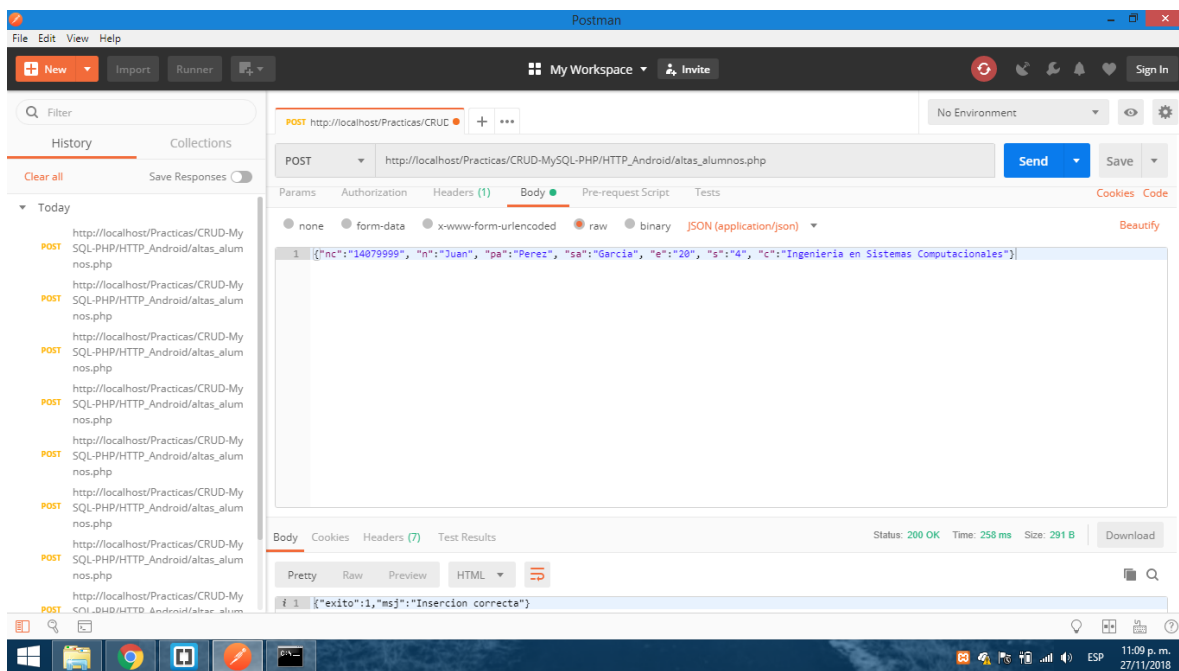 Postman
File Edit View Help
New Import Runner My Workspace Invite Sign In
Filter
History Collections
Clear all Save Responses
Today
POST http://localhost/Practicas/CRUD-My
SQL-PHP/HTTP_Android/altas_alum
nos.php
POST http://localhost/Practicas/CRUD-My
SQL-PHP/HTTP_Android/altas_alum
nos.php
POST http://localhost/Practicas/CRUD-My
SQL-PHP/HTTP_Android/altas_alum
nos.php
POST http://localhost/Practicas/CRUD-My
SQL-PHP/HTTP_Android/altas_alum
nos.php
POST http://localhost/Practicas/CRUD-My
SQL-PHP/HTTP_Android/altas_alum
nos.php
POST http://localhost/Practicas/CRUD-My
SQL-PHP/HTTP_Android/altas_alum
nos.php
POST http://localhost/Practicas/CRUD-My
SQL-PHP/HTTP_Android/altas_alum
nos.php
POST http://localhost/Practicas/CRUD-My
SQL-PHP/HTTP_Android/altas_alum
POST http://localhost/Practicas/CRUD
No Environment
POST http://localhost/Practicas/CRUD-MySQL-PHP/HTTP_Android/altas_alumnos.php Send Save
Params Authorization Headers (1) Body Pre-request Script Tests Cookies Code
none form-data x-www-form-urlencoded raw binary JSON (application/json) Beautify
1 {"nc":"14079999", "n":"Juan", "pa":"Perez", "sa":"Garcia", "e":"20", "s":"4", "c":"Ingenieria en Sistemas Computacionales"}
Body Cookies Headers (7) Test Results Status: 200 OK Time: 258 ms Size: 291 B Download
Pretty Raw Preview HTML
i 1 {"exito":1,"msj":"Insercion correcta"}
ESP 11:09 p. m.
27/11/2018